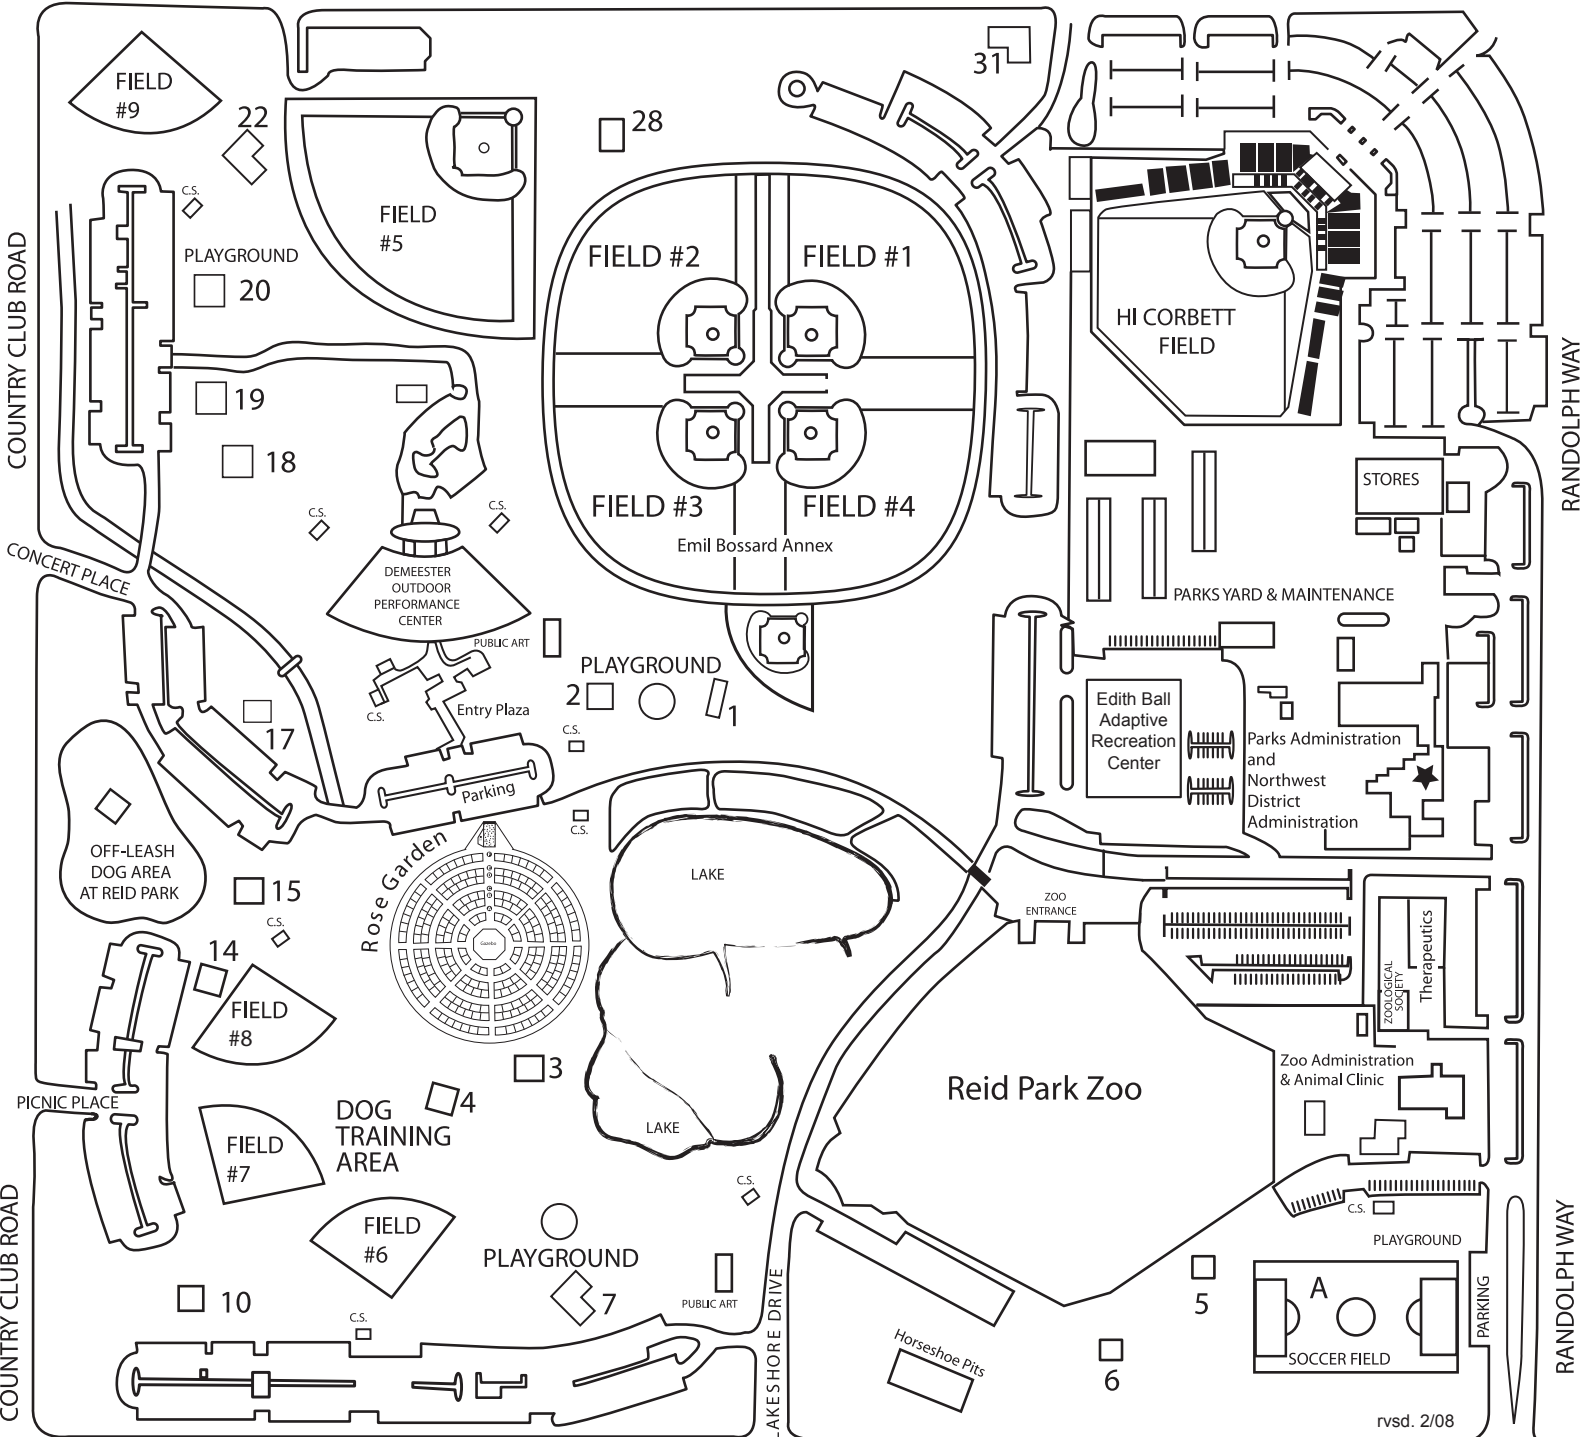 31
FIELD
#9
22
28
C.S.
FIELD
#5
PLAYGROUND
20
FIELD #2
FIELD #1
HI CORBETT
FIELD
COUNTRY CLUB ROAD
RANDOLPH WAY
19
18
STORES
C.S.
C.S.
FIELD #3
FIELD #4
Emil Bossard Annex
CONCERT PLACE
DEMEESTER
OUTDOOR
PERFORMANCE
CENTER
PARKS YARD & MAINTENANCE
PUBLIC ART
PLAYGROUND
2
1
C.S.
Entry Plaza
C.S.
17
Edith Ball
Adaptive
Recreation
Center
Parks Administration
and
Northwest
District
Administration
Parking
C.S.
Rose Garden
OFF-LEASH
DOG AREA
AT REID PARK
15
C.S.
LAKE
ZOO
ENTRANCE
Gazebo
14
FIELD
#8
ZOOLOGICAL
SOCIETY
Therapeutics
3
4
Zoo Administration
& Animal Clinic
Reid Park Zoo
PICNIC PLACE
DOG
TRAINING
AREA
LAKE
FIELD
#7
C.S.
C.S.
FIELD
#6
PLAYGROUND
PLAYGROUND
COUNTRY CLUB ROAD
RANDOLPH WAY
10
7
PUBLIC ART
LAKESHORE DRIVE
5
A
PARKING
C.S.
Horseshoe Pits
6
SOCCER FIELD
rvsd. 2/08